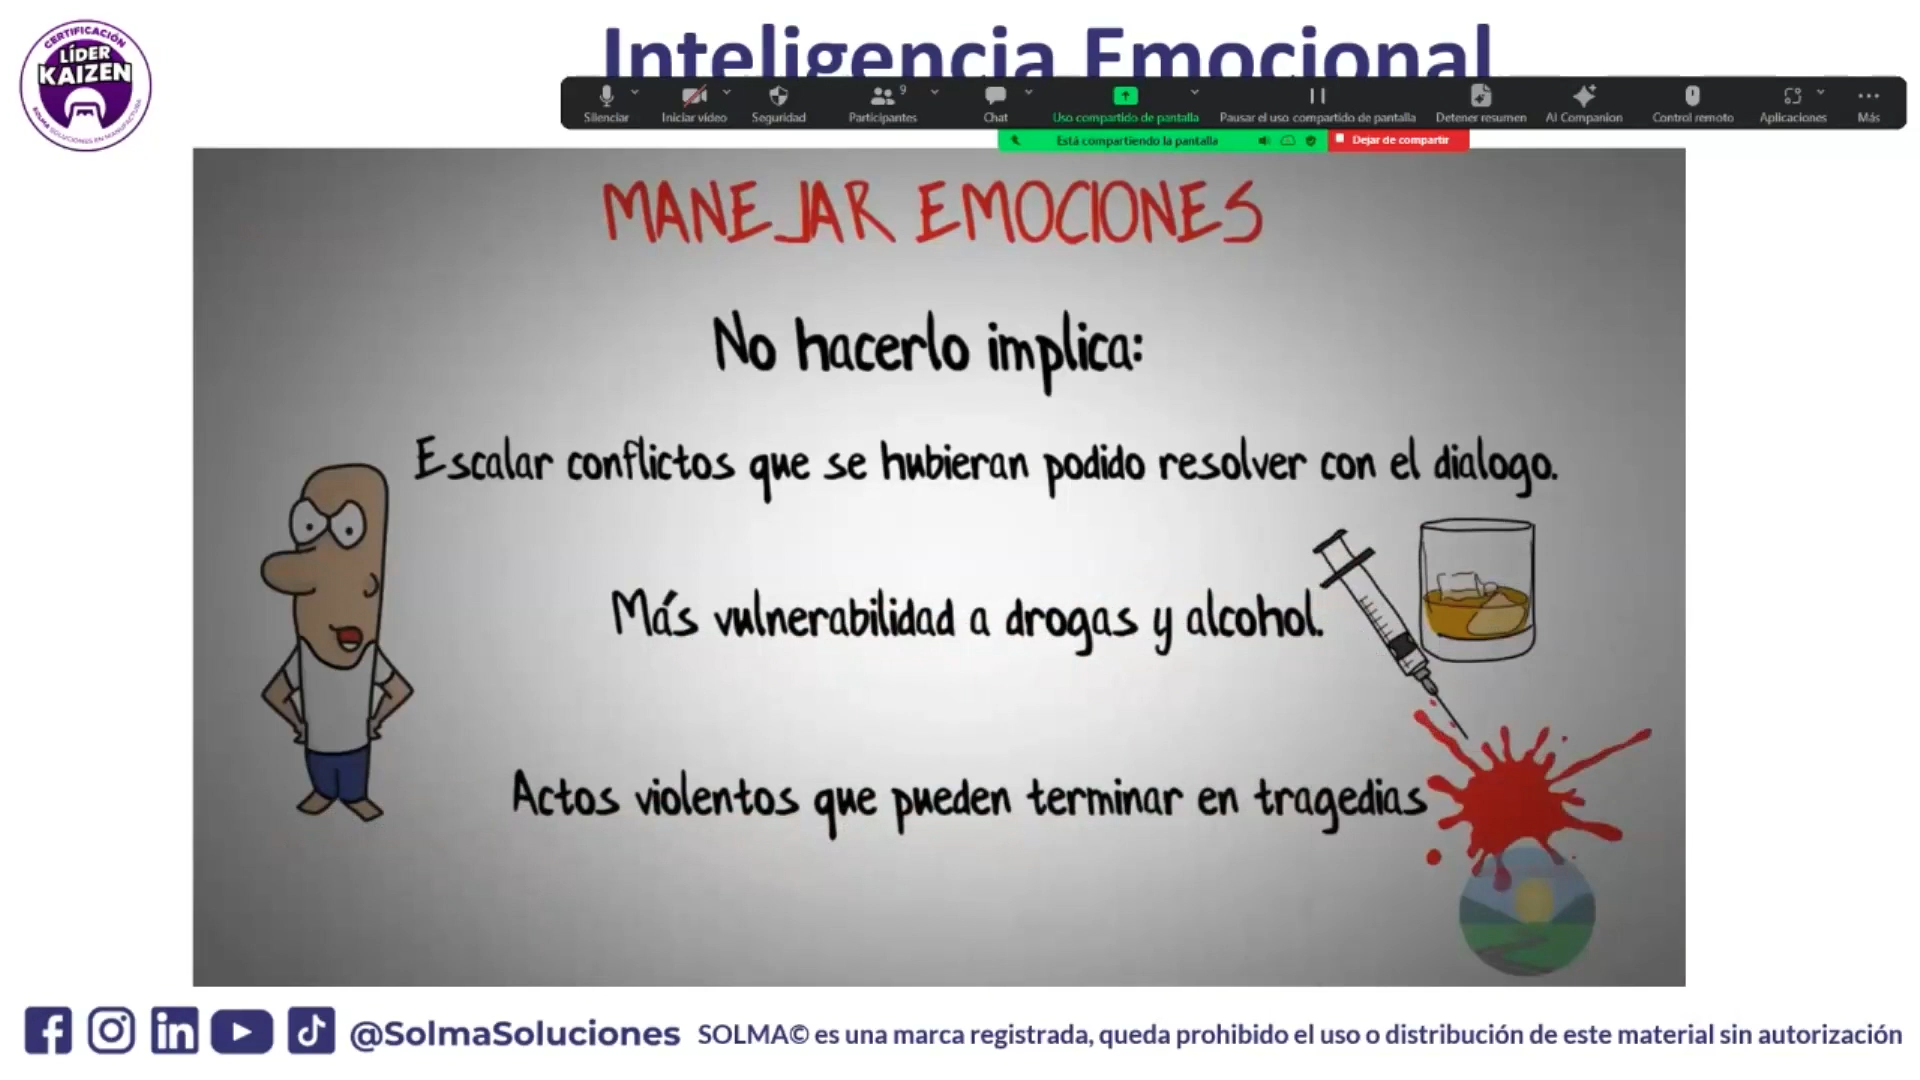 CERTIFICACIÓN
LÍDER
KAIZEN
Inteligencia Emocional
9
Silenciar
Iniciar vídeo
Seguridad
Participantes
Chat
Uso compartido de pantalla
Pausar el uso compartido de pantalla
Detener resumen
AI Companion
Control remoto
Aplicaciones
Más
Está compartiendo la pantalla
Dejar de compartir
MANEJAR EMOCIONES
No hacerlo implica:
Escalar conflictos que se hubieran podido resolver con el dialogo.
Más vulnerabilidad a drogas y alcohol.
Actos violentos que pueden terminar en tragedias
@SolmaSoluciones
SOLMA© es una marca registrada, queda prohibido el uso o distribución de este material sin autorización